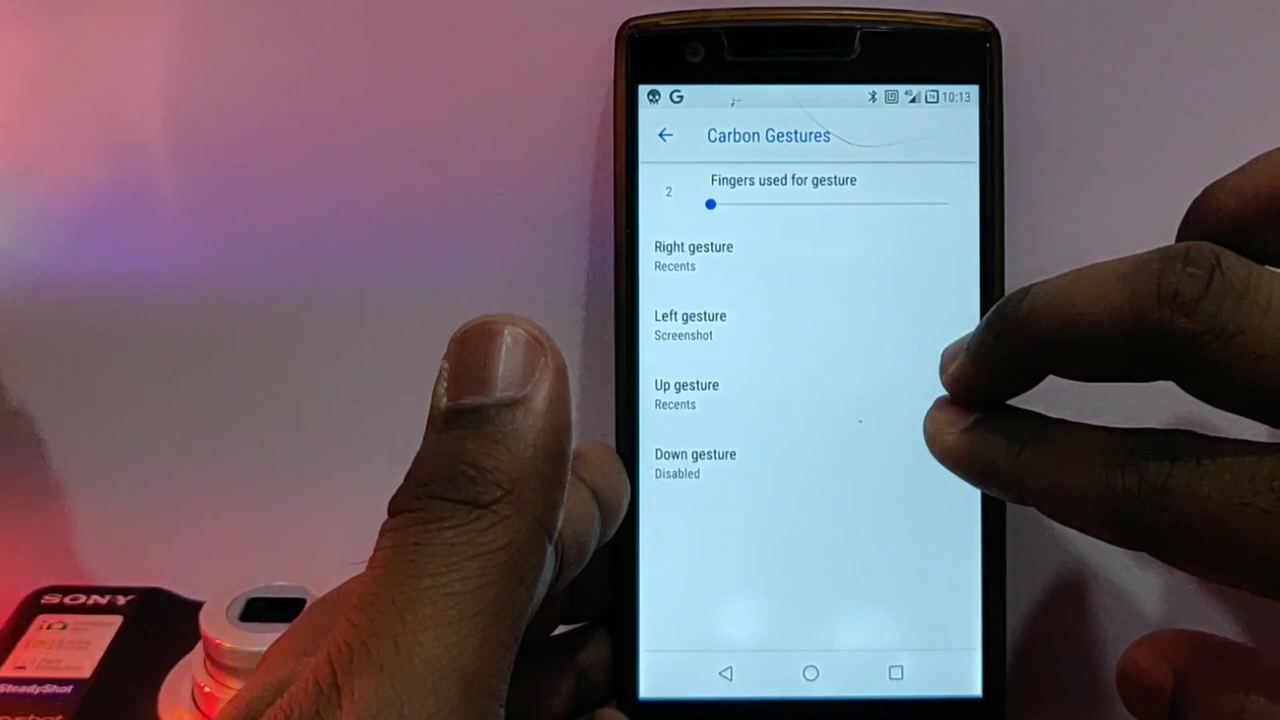 10:13
Carbon Gestures
Fingers used for gesture
2
Right gesture
Recents
Left gesture
Screenshot
Up gesture
Recents
Down gesture
Disabled
SONY
SteadyShot